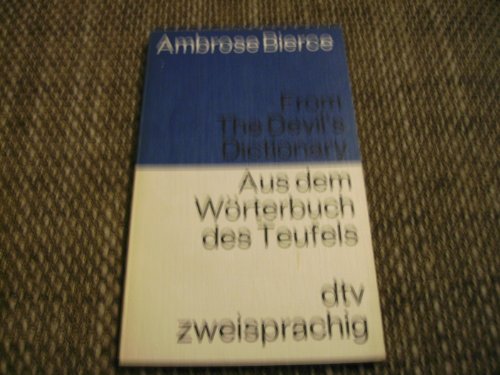 Ambrose Bierce
From
The Devil's
Dictionary
Aus dem
Wörterbuch
des Teufels
dtv
zweisprachig